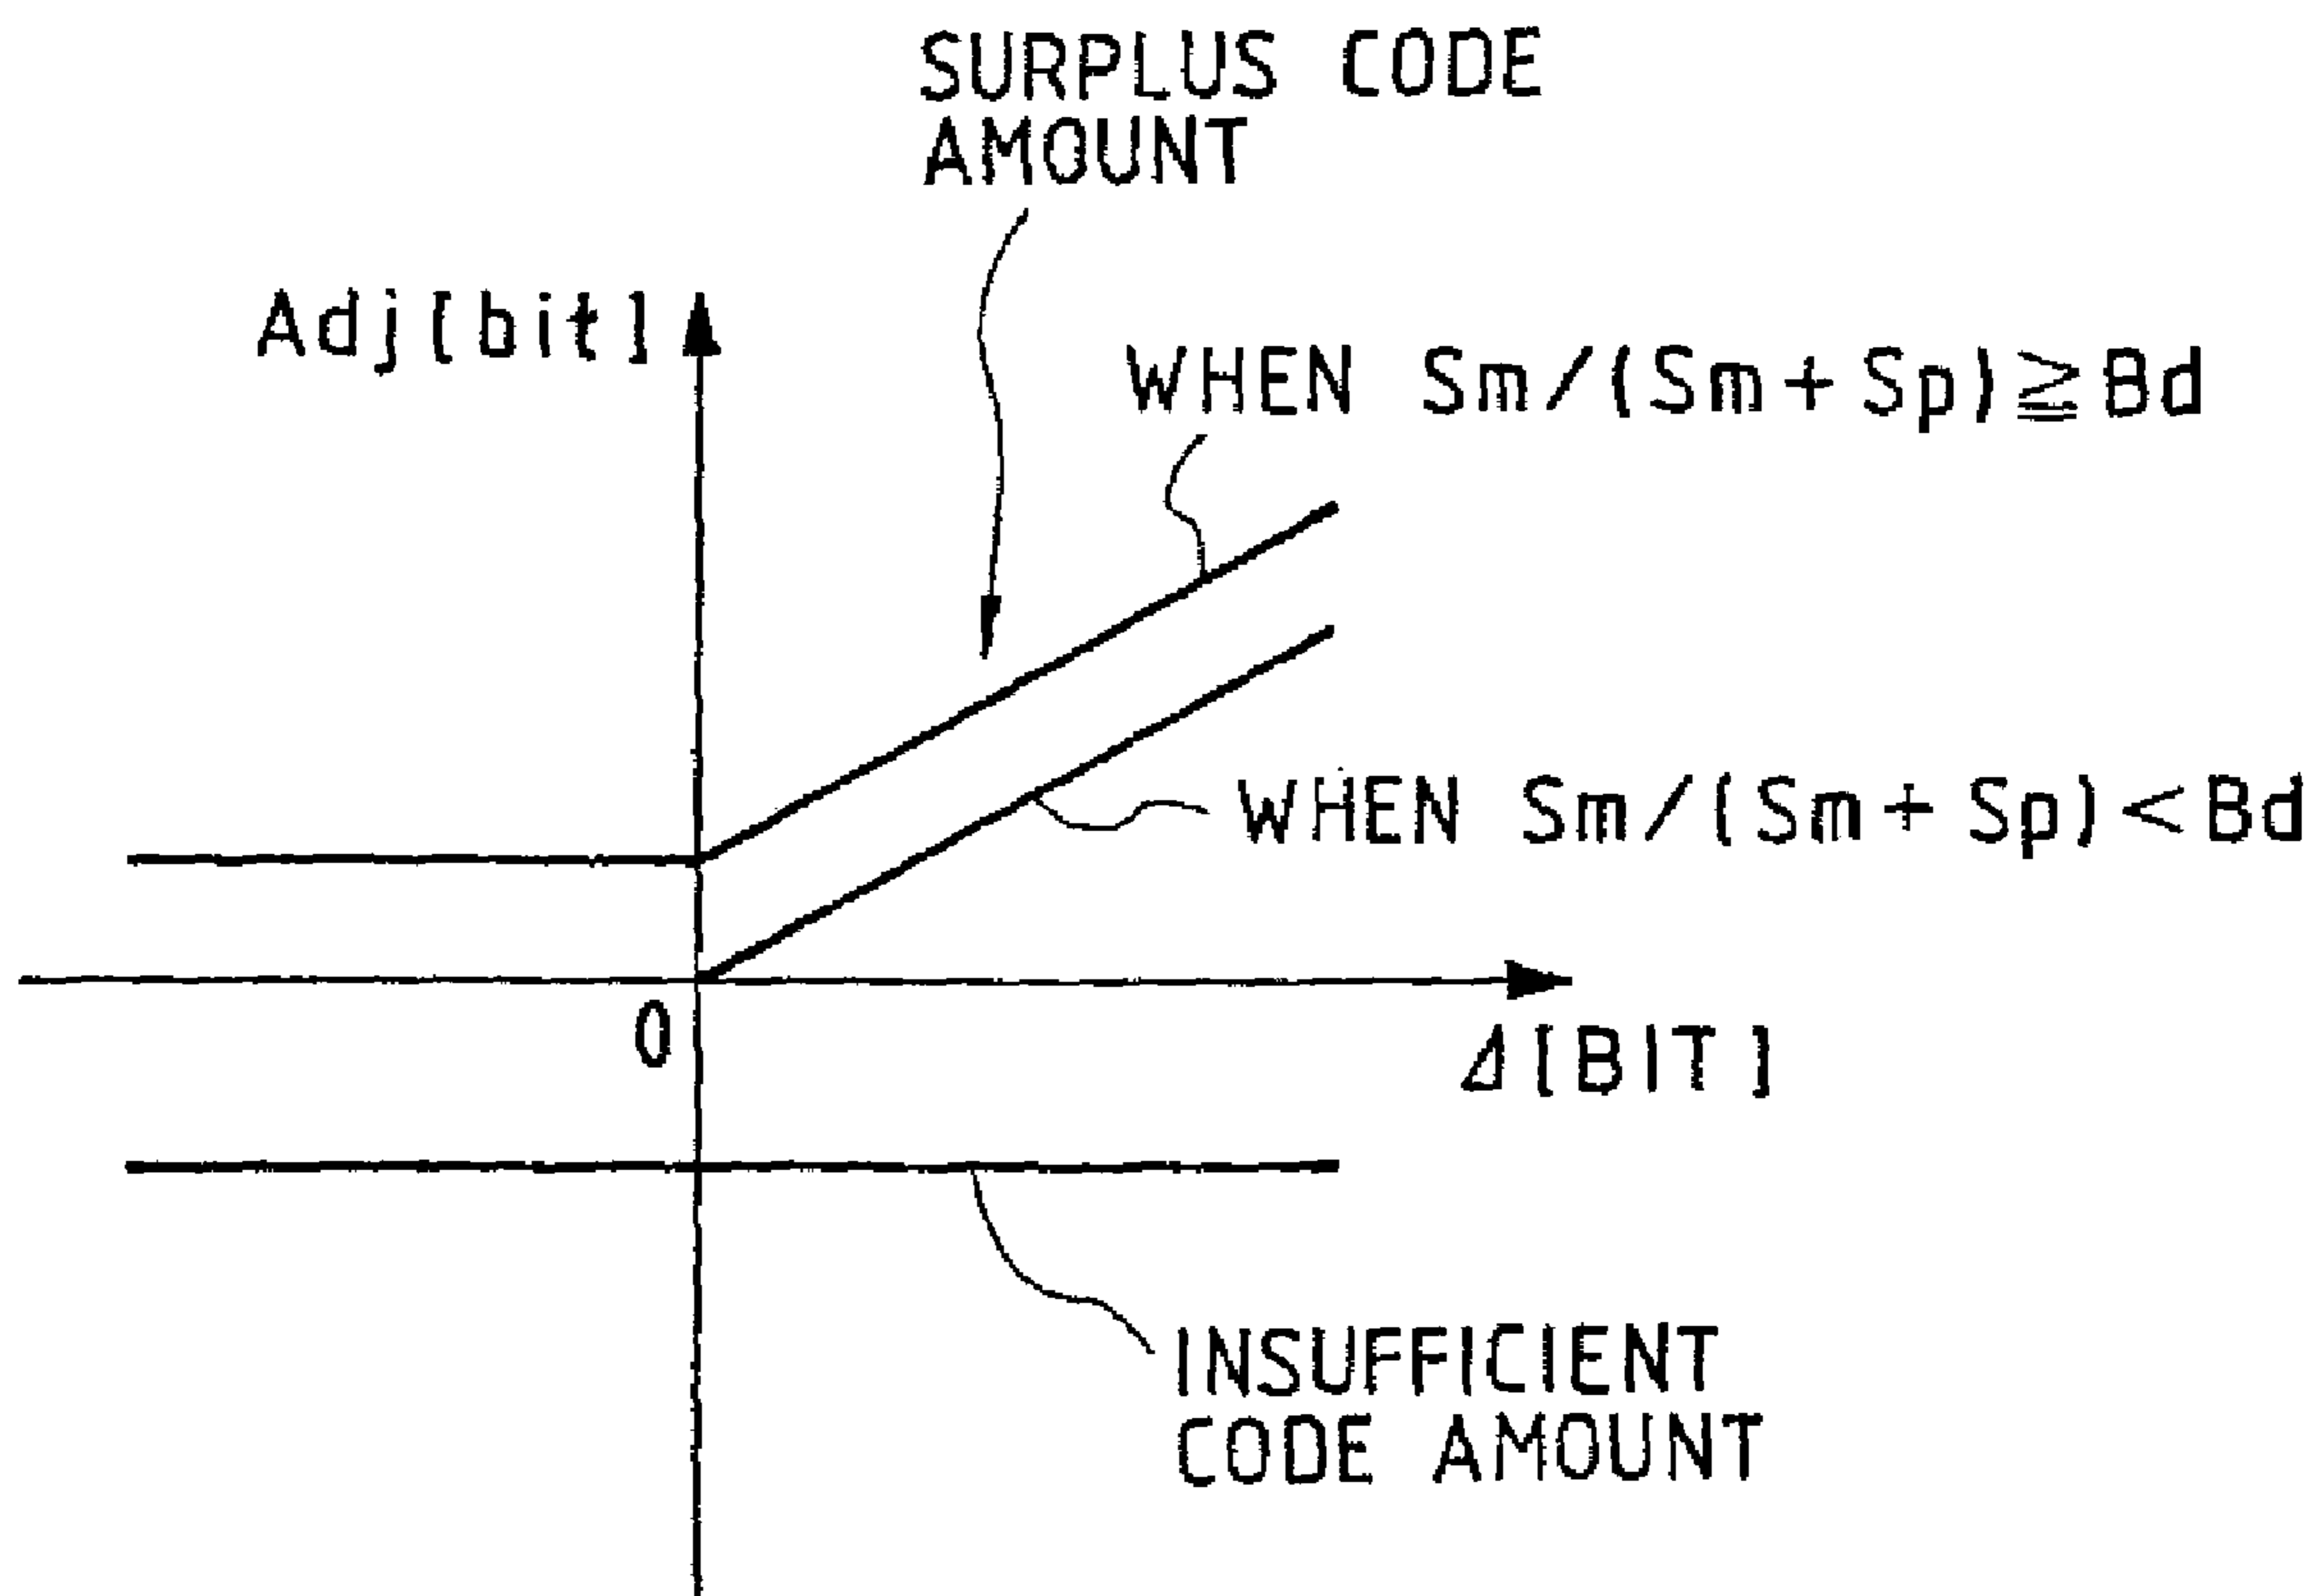 SURPLUS CODE
AMOUNT
Adj[bit]
WHEN Sm/(Sm+Sp)≧Bd
WHEN Sm/(Sm+Sp)<Bd
0
Δ[BIT]
INSUFFICIENT
CODE AMOUNT